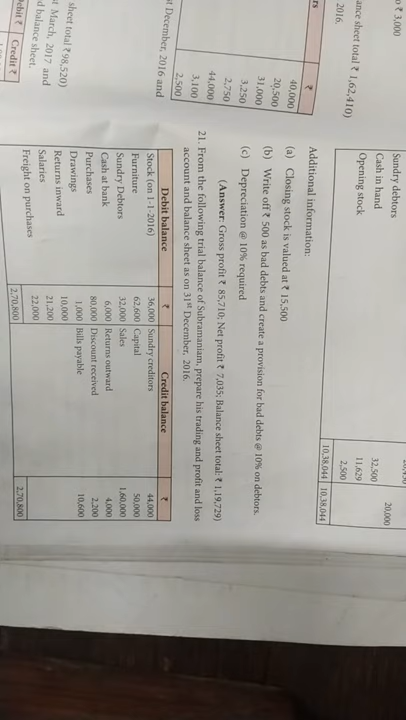 o ₹ 3,000
ance sheet total ₹ 1,62,410)
2016.
rs ₹
40,000
20,500
31,000
3,250
2,750
44,000
3,100
2,500
st December, 2016 and
sheet total ₹ 98,520)
st March, 2017 and
d balance sheet.
Debit ₹ Credit ₹
20,000
Sundry debtors 32,500
Cash in hand 11,629
Opening stock 2,500
10,38,044 10,38,044
Additional information:
(a) Closing stock is valued at ₹ 15,500
(b) Write off ₹ 500 as bad debts and create a provision for bad debts @ 10% on debtors.
(c) Depreciation @ 10% required
(Answer: Gross profit ₹ 85,710; Net profit ₹ 7,035; Balance sheet total: ₹ 1,19,729)
21. From the following trial balance of Subramaniam, prepare his trading and profit and loss
account and balance sheet as on 31st December, 2016.
Debit balance ₹ Credit balance ₹
Stock (on 1-1-2016) 36,000 Sundry creditors 44,000
Furniture 62,600 Capital 50,000
Sundry Debtors 32,000 Sales 1,60,000
Cash at bank 6,000 Returns outward 4,000
Purchases 80,000 Discount received 2,200
Drawings 1,000 Bills payable 10,600
Returns inward 10,000
Salaries 21,200
Freight on purchases 22,000
2,70,800 2,70,800